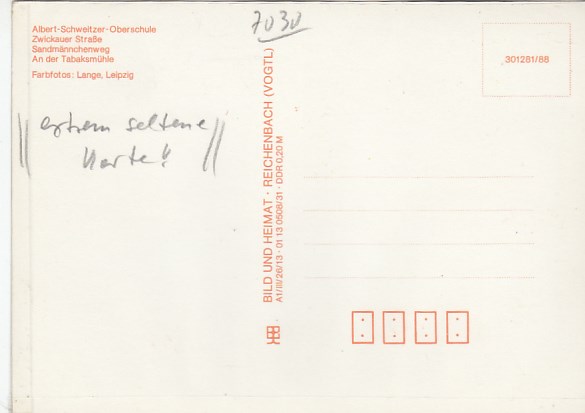 7030
Albert-Schweitzer-Oberschule
Zwickauer Straße
Sandmännchenweg
An der Tabaksmühle
Farbfotos: Lange, Leipzig
301281/88
extrem seltene
Karte!!
BILD UND HEIMAT · REICHENBACH (VOGTL)
A1/III/26/13 · 01 13 0508/31 · DDR 0,20 M